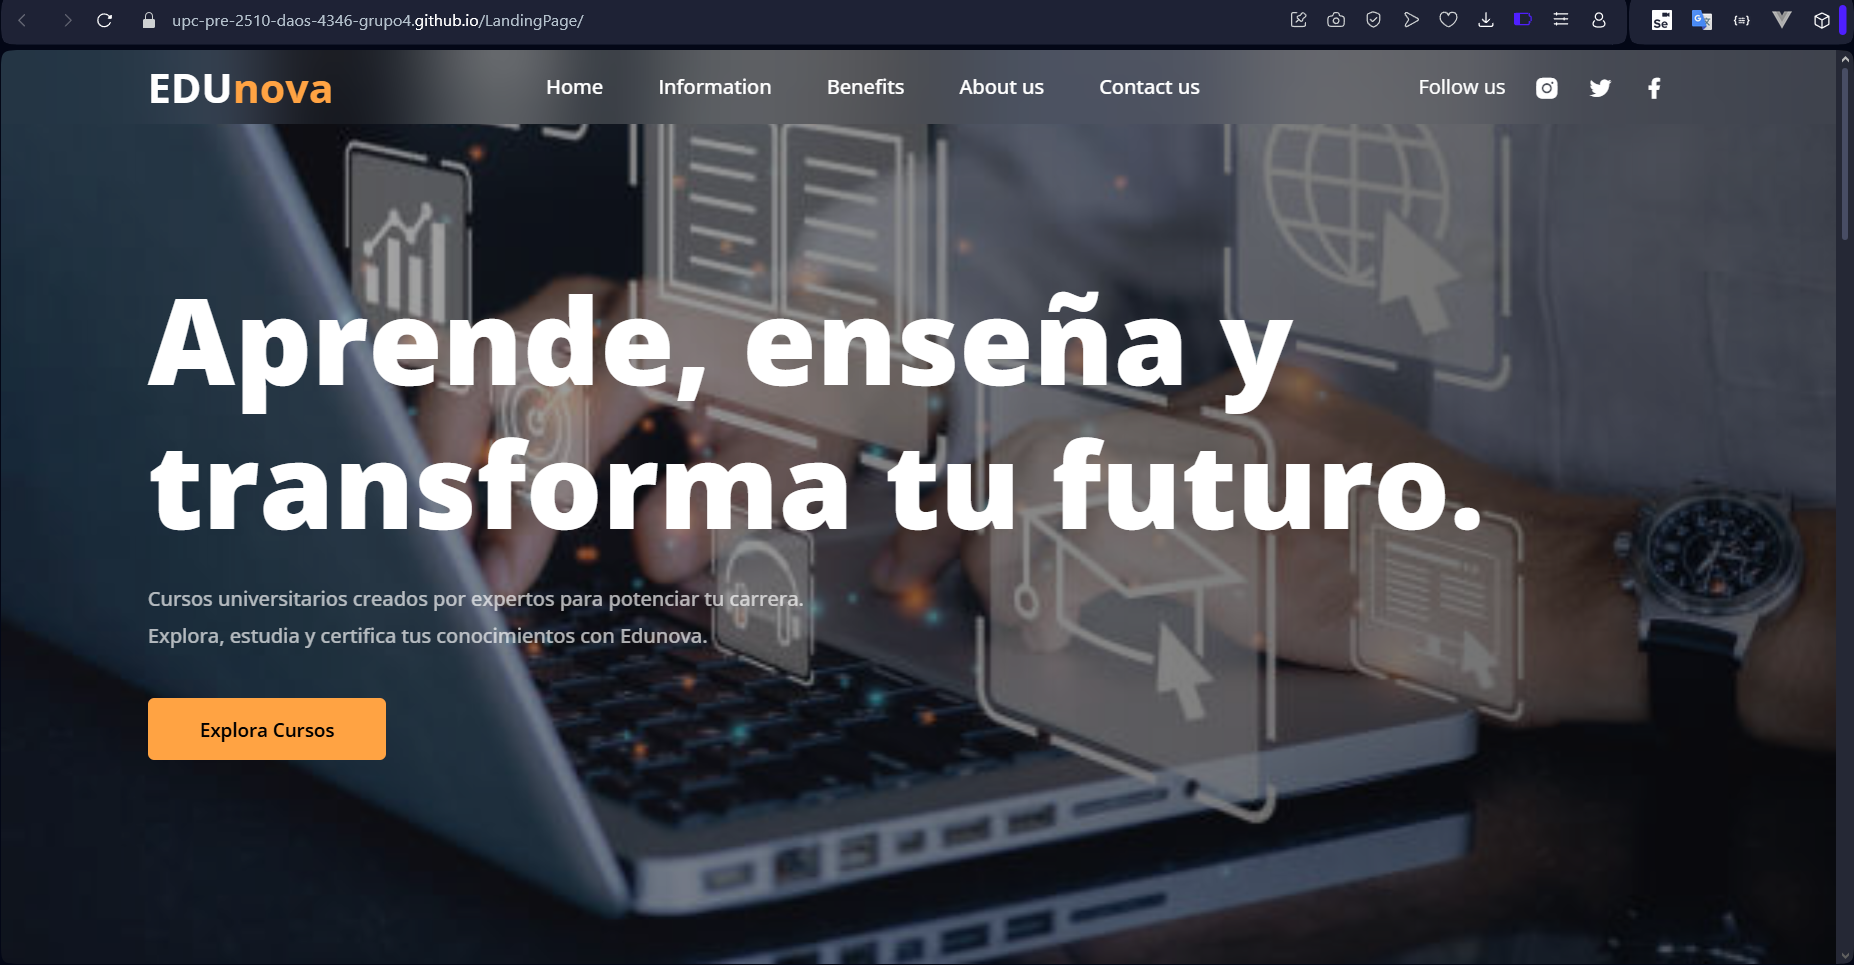 upc-pre-2510-daos-4346-grupo4.github.io/LandingPage/
Se
EDUnova
Home
Information
Benefits
About us
Contact us
Follow us
Aprende, enseña y
transforma tu futuro.
Cursos universitarios creados por expertos para potenciar tu carrera.
Explora, estudia y certifica tus conocimientos con Edunova.
Explora Cursos